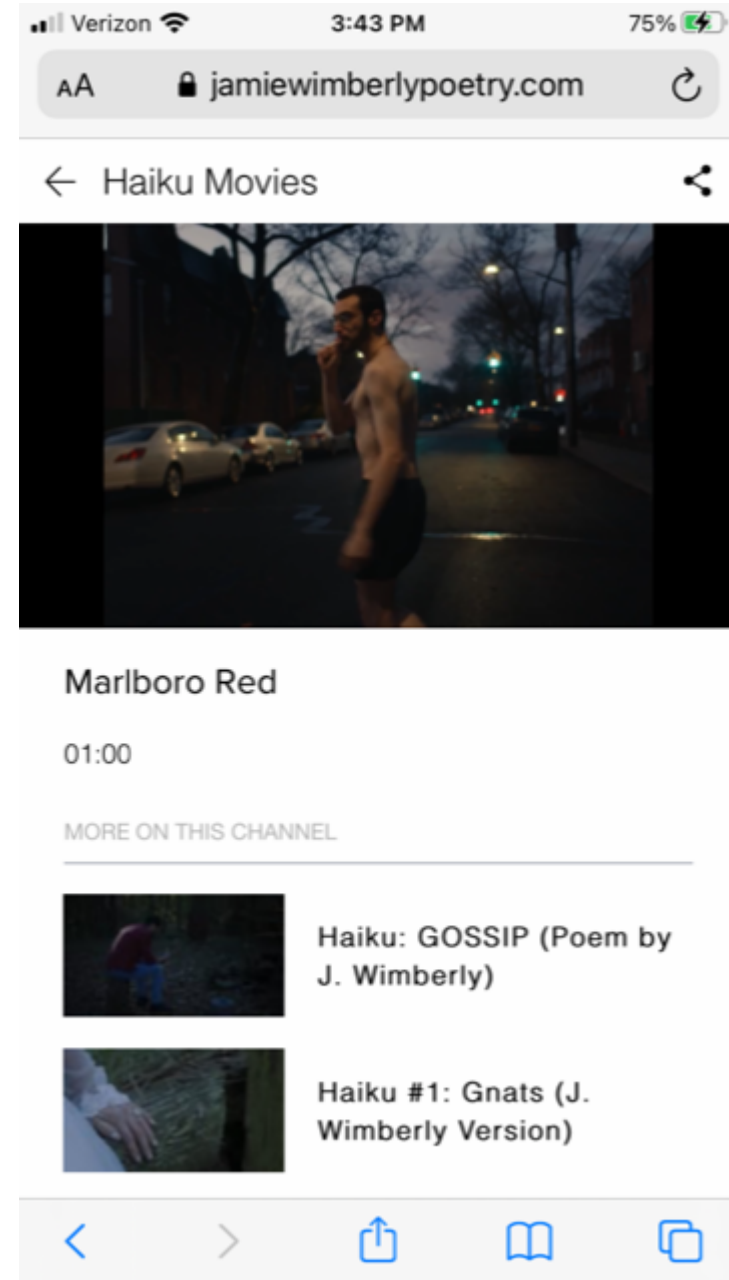 Verizon 3:43 PM 75%
AA jamiewimberlypoetry.com
Haiku Movies
Marlboro Red
01:00
MORE ON THIS CHANNEL
Haiku: GOSSIP (Poem by
J. Wimberly)
Haiku #1: Gnats (J.
Wimberly Version)